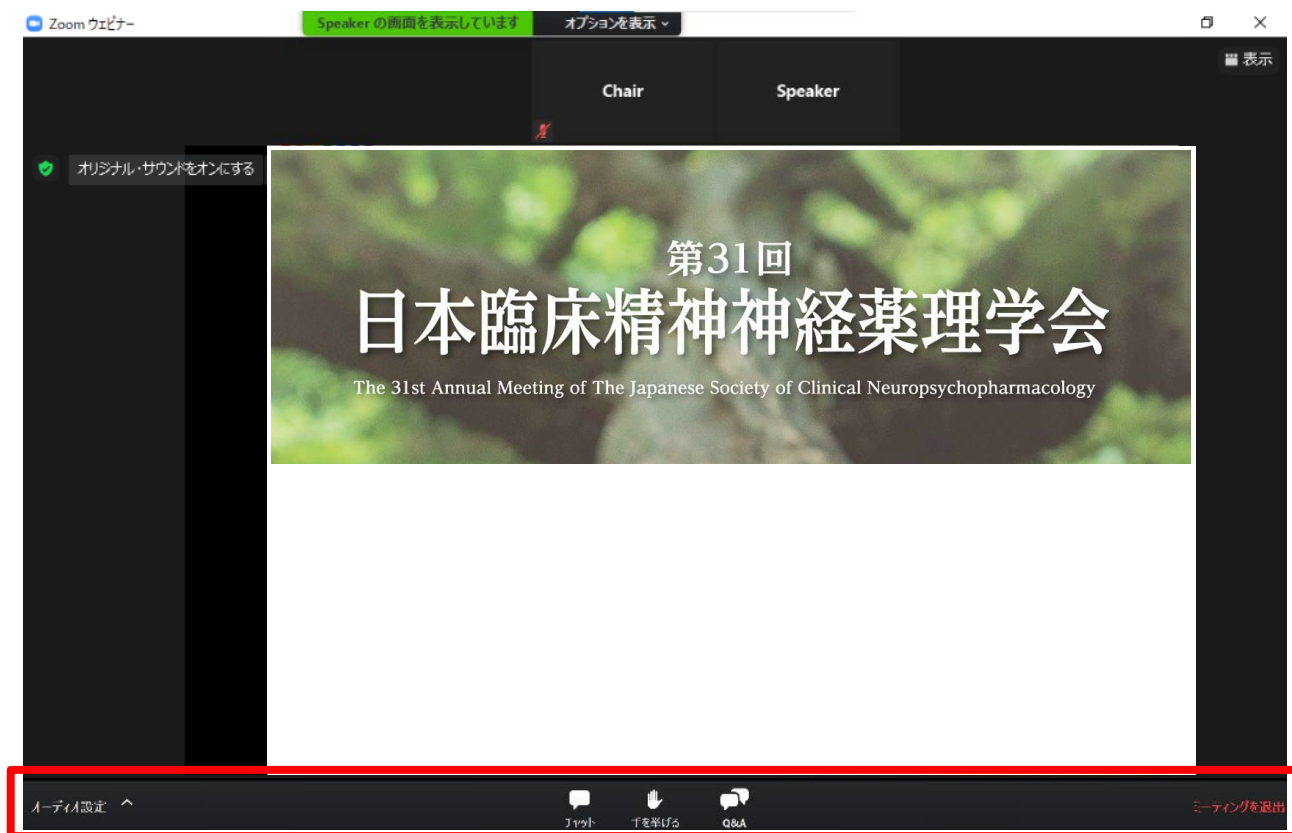 Zoom ウェビナー
Speaker の画面を表示しています
オプションを表示
表示
Chair
Speaker
オリジナル・サウンドをオンにする
第31回
日本臨床精神神経薬理学会
The 31st Annual Meeting of The Japanese Society of Clinical Neuropsychopharmacology
オーディオ設定
チャット
手を挙げる
Q&A
ミーティングを退出